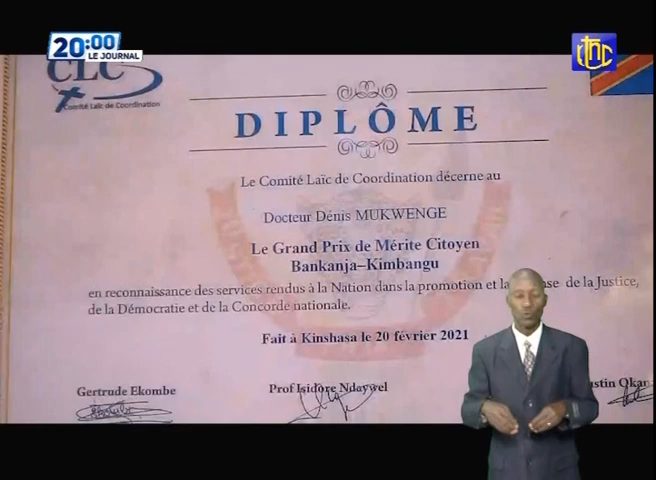 20:00
LE JOURNAL
CLC
Comité Laïc de Coordination
DIPLÔME
Le Comité Laïc de Coordination décerne au
Docteur Dénis MUKWENGE
Le Grand Prix de Mérite Citoyen
Bankanja–Kimbangu
en reconnaissance des services rendus à la Nation dans la promotion et la de la Justice,
de la Démocratie et de la Concorde nationale.
Fait à Kinshasa le 20 février 2021
Gertrude Ekombe
Prof Isidore Ndaywel